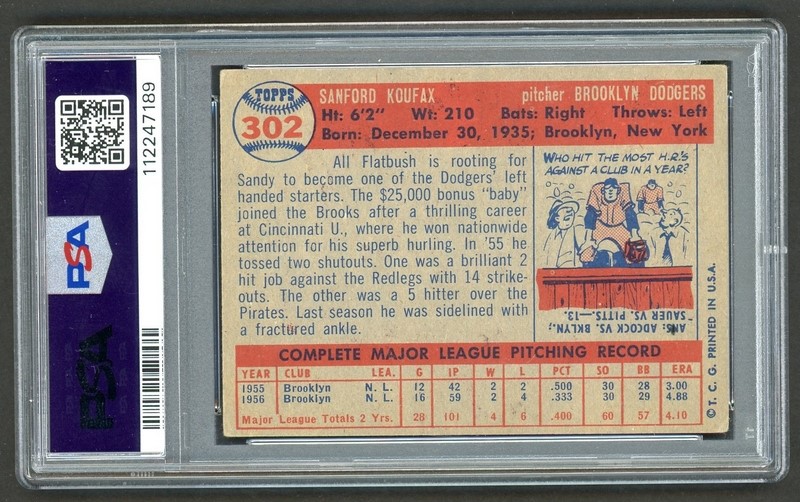 112247189
PSA
PSA
TOPPS
302
SANFORD KOUFAX pitcher BROOKLYN DODGERS
Ht: 6'2" Wt: 210 Bats: Right Throws: Left
Born: December 30, 1935; Brooklyn, New York
All Flatbush is rooting for
Sandy to become one of the Dodgers' left
handed starters. The $25,000 bonus "baby"
joined the Brooks after a thrilling career
at Cincinnati U., where he won nationwide
attention for his superb hurling. In '55 he
tossed two shutouts. One was a brilliant 2
hit job against the Redlegs with 14 strike-
outs. The other was a 5 hitter over the
Pirates. Last season he was sidelined with
a fractured ankle.
WHO HIT THE MOST H.R.'S
AGAINST A CLUB IN A YEAR?
ANS: ADCOCK VS. BKLYN.,
SAUER VS. PITTS.—13.
COMPLETE MAJOR LEAGUE PITCHING RECORD
YEAR CLUB LEA. G IP W L PCT SO BB ERA
1955 Brooklyn N. L. 12 42 2 2 .500 30 28 3.00
1956 Brooklyn N. L. 16 59 2 4 .333 30 29 4.88
Major League Totals 2 Yrs. 28 101 4 6 .400 60 57 4.10
© T. C. G. PRINTED IN U.S.A.